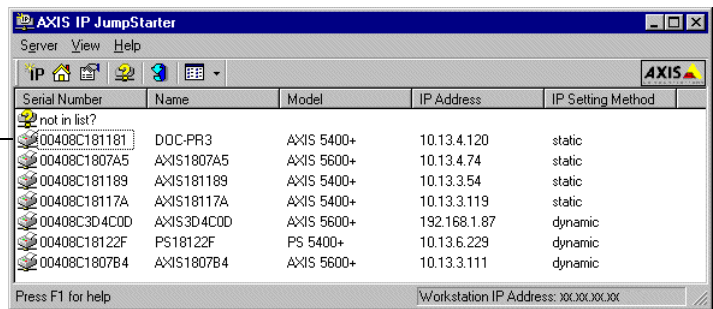 AXIS IP JumpStarter
Server View Help
IP AXIS
Serial Number Name Model IP Address IP Setting Method
not in list?
00408C181181 DOC-PR3 AXIS 5400+ 10.13.4.120 static
00408C1807A5 AXIS1807A5 AXIS 5600+ 10.13.4.74 static
00408C181189 AXIS181189 AXIS 5400+ 10.13.3.54 static
00408C18117A AXIS18117A AXIS 5400+ 10.13.3.119 static
00408C3D4C0D AXIS3D4C0D AXIS 5600+ 192.168.1.87 dynamic
00408C18122F PS18122F PS 5400+ 10.13.6.229 dynamic
00408C1807B4 AXIS1807B4 AXIS 5600+ 10.13.3.111 dynamic
Press F1 for help Workstation IP Address: xx.xx.xx.xx